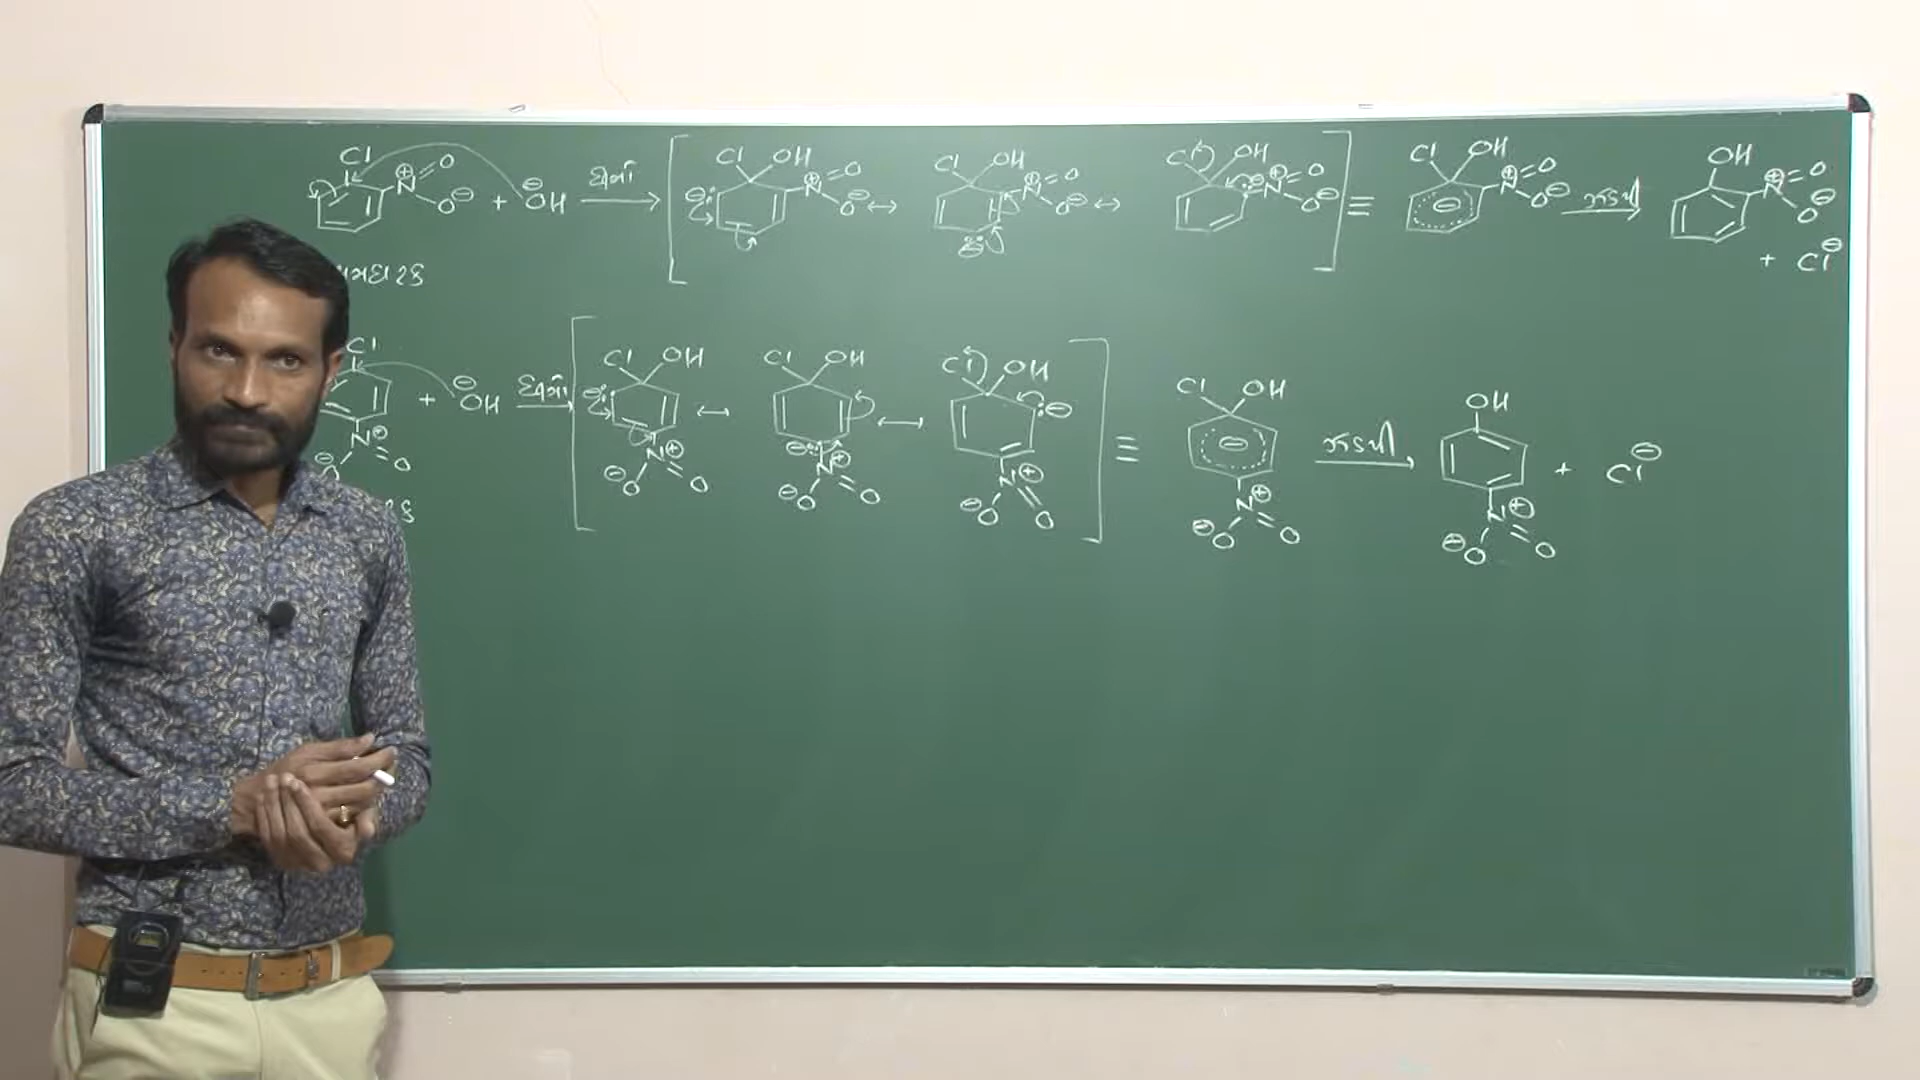 Cl
N⊕ = O
O⊖ + ⊖OH ધીમી →
[ Cl OH ⊖: N⊕ = O O⊖ ↔ Cl OH N⊕ = O O⊖ ↔ Cl OH :⊖ N⊕ = O O⊖ ] ≡ Cl OH ⊖ N⊕ = O O⊖ ઝડપી → OH N⊕ = O O⊖
+ Cl⊖
Cl + ⊖OH ધીમી →
N⊕
⊖O O
[ Cl OH ⊖: N⊕ ⊖O O ↔ Cl OH ⊖: N⊕ ⊖O O ↔ Cl OH :⊖ N⊕ ⊖O O ] ≡ Cl OH ⊖ N⊕ ⊖O O ઝડપી → OH N⊕ ⊖O O + Cl⊖